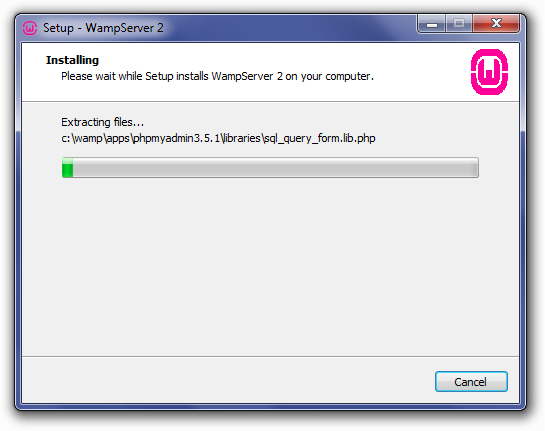 Setup - WampServer 2
Installing
Please wait while Setup installs WampServer 2 on your computer.
Extracting files...
c:\wamp\apps\phpmyadmin3.5.1\libraries\sql_query_form.lib.php
Cancel